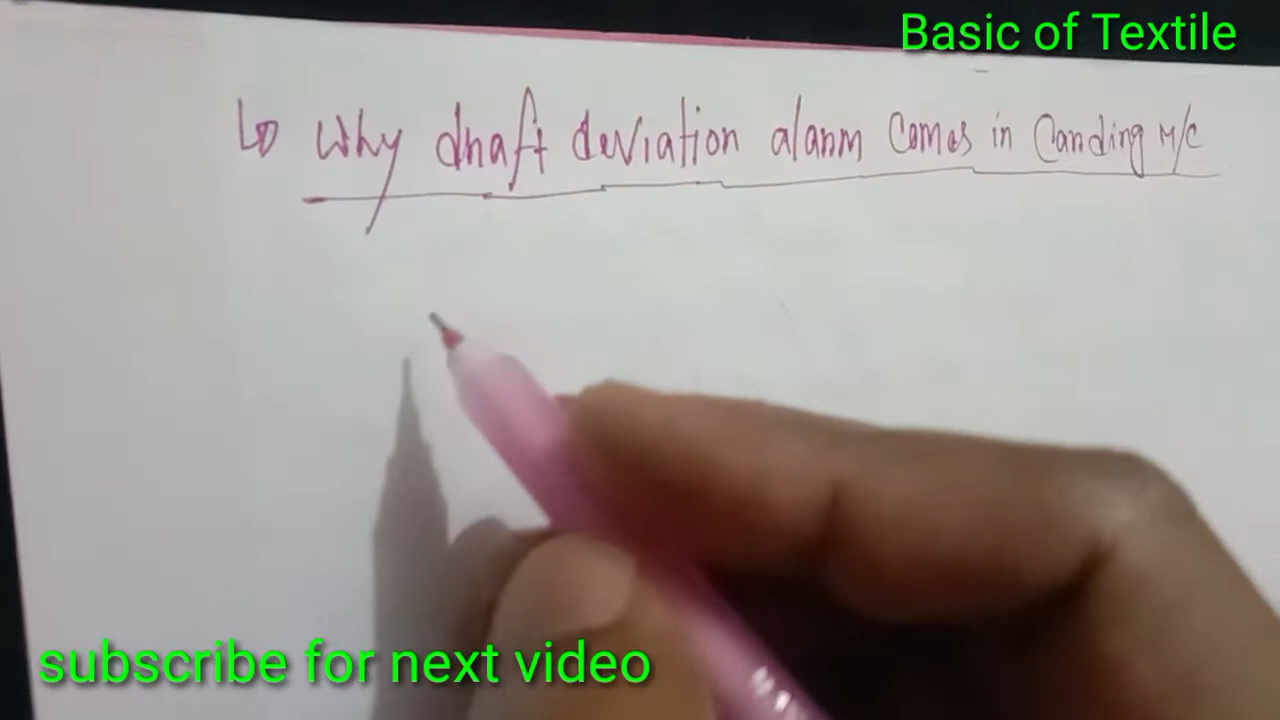 Basic of Textile
↳ Why draft deviation alarm comes in Carding M/C
subscribe for next video